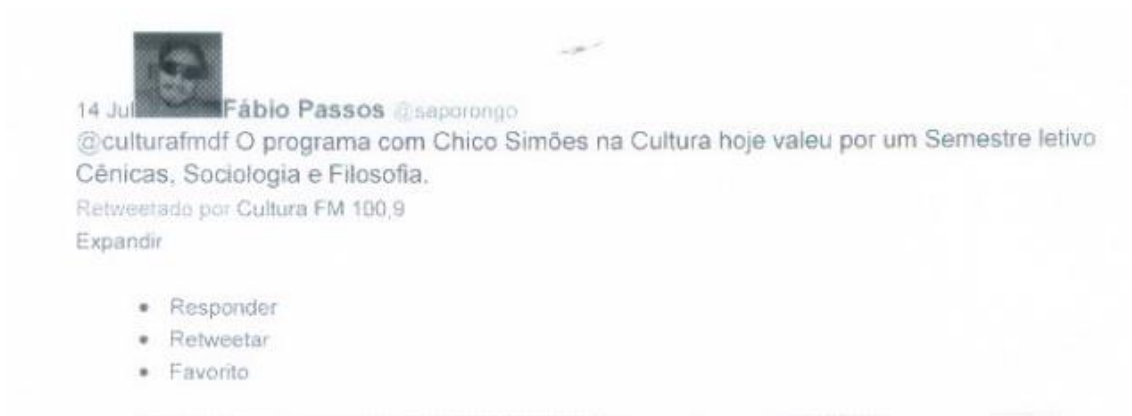 14 Jul Fábio Passos @saporongo
@culturafmdf O programa com Chico Simões na Cultura hoje valeu por um Semestre letivo
Cênicas, Sociologia e Filosofia.
Retweetado por Cultura FM 100,9
Expandir
• Responder
• Retweetar
• Favorito